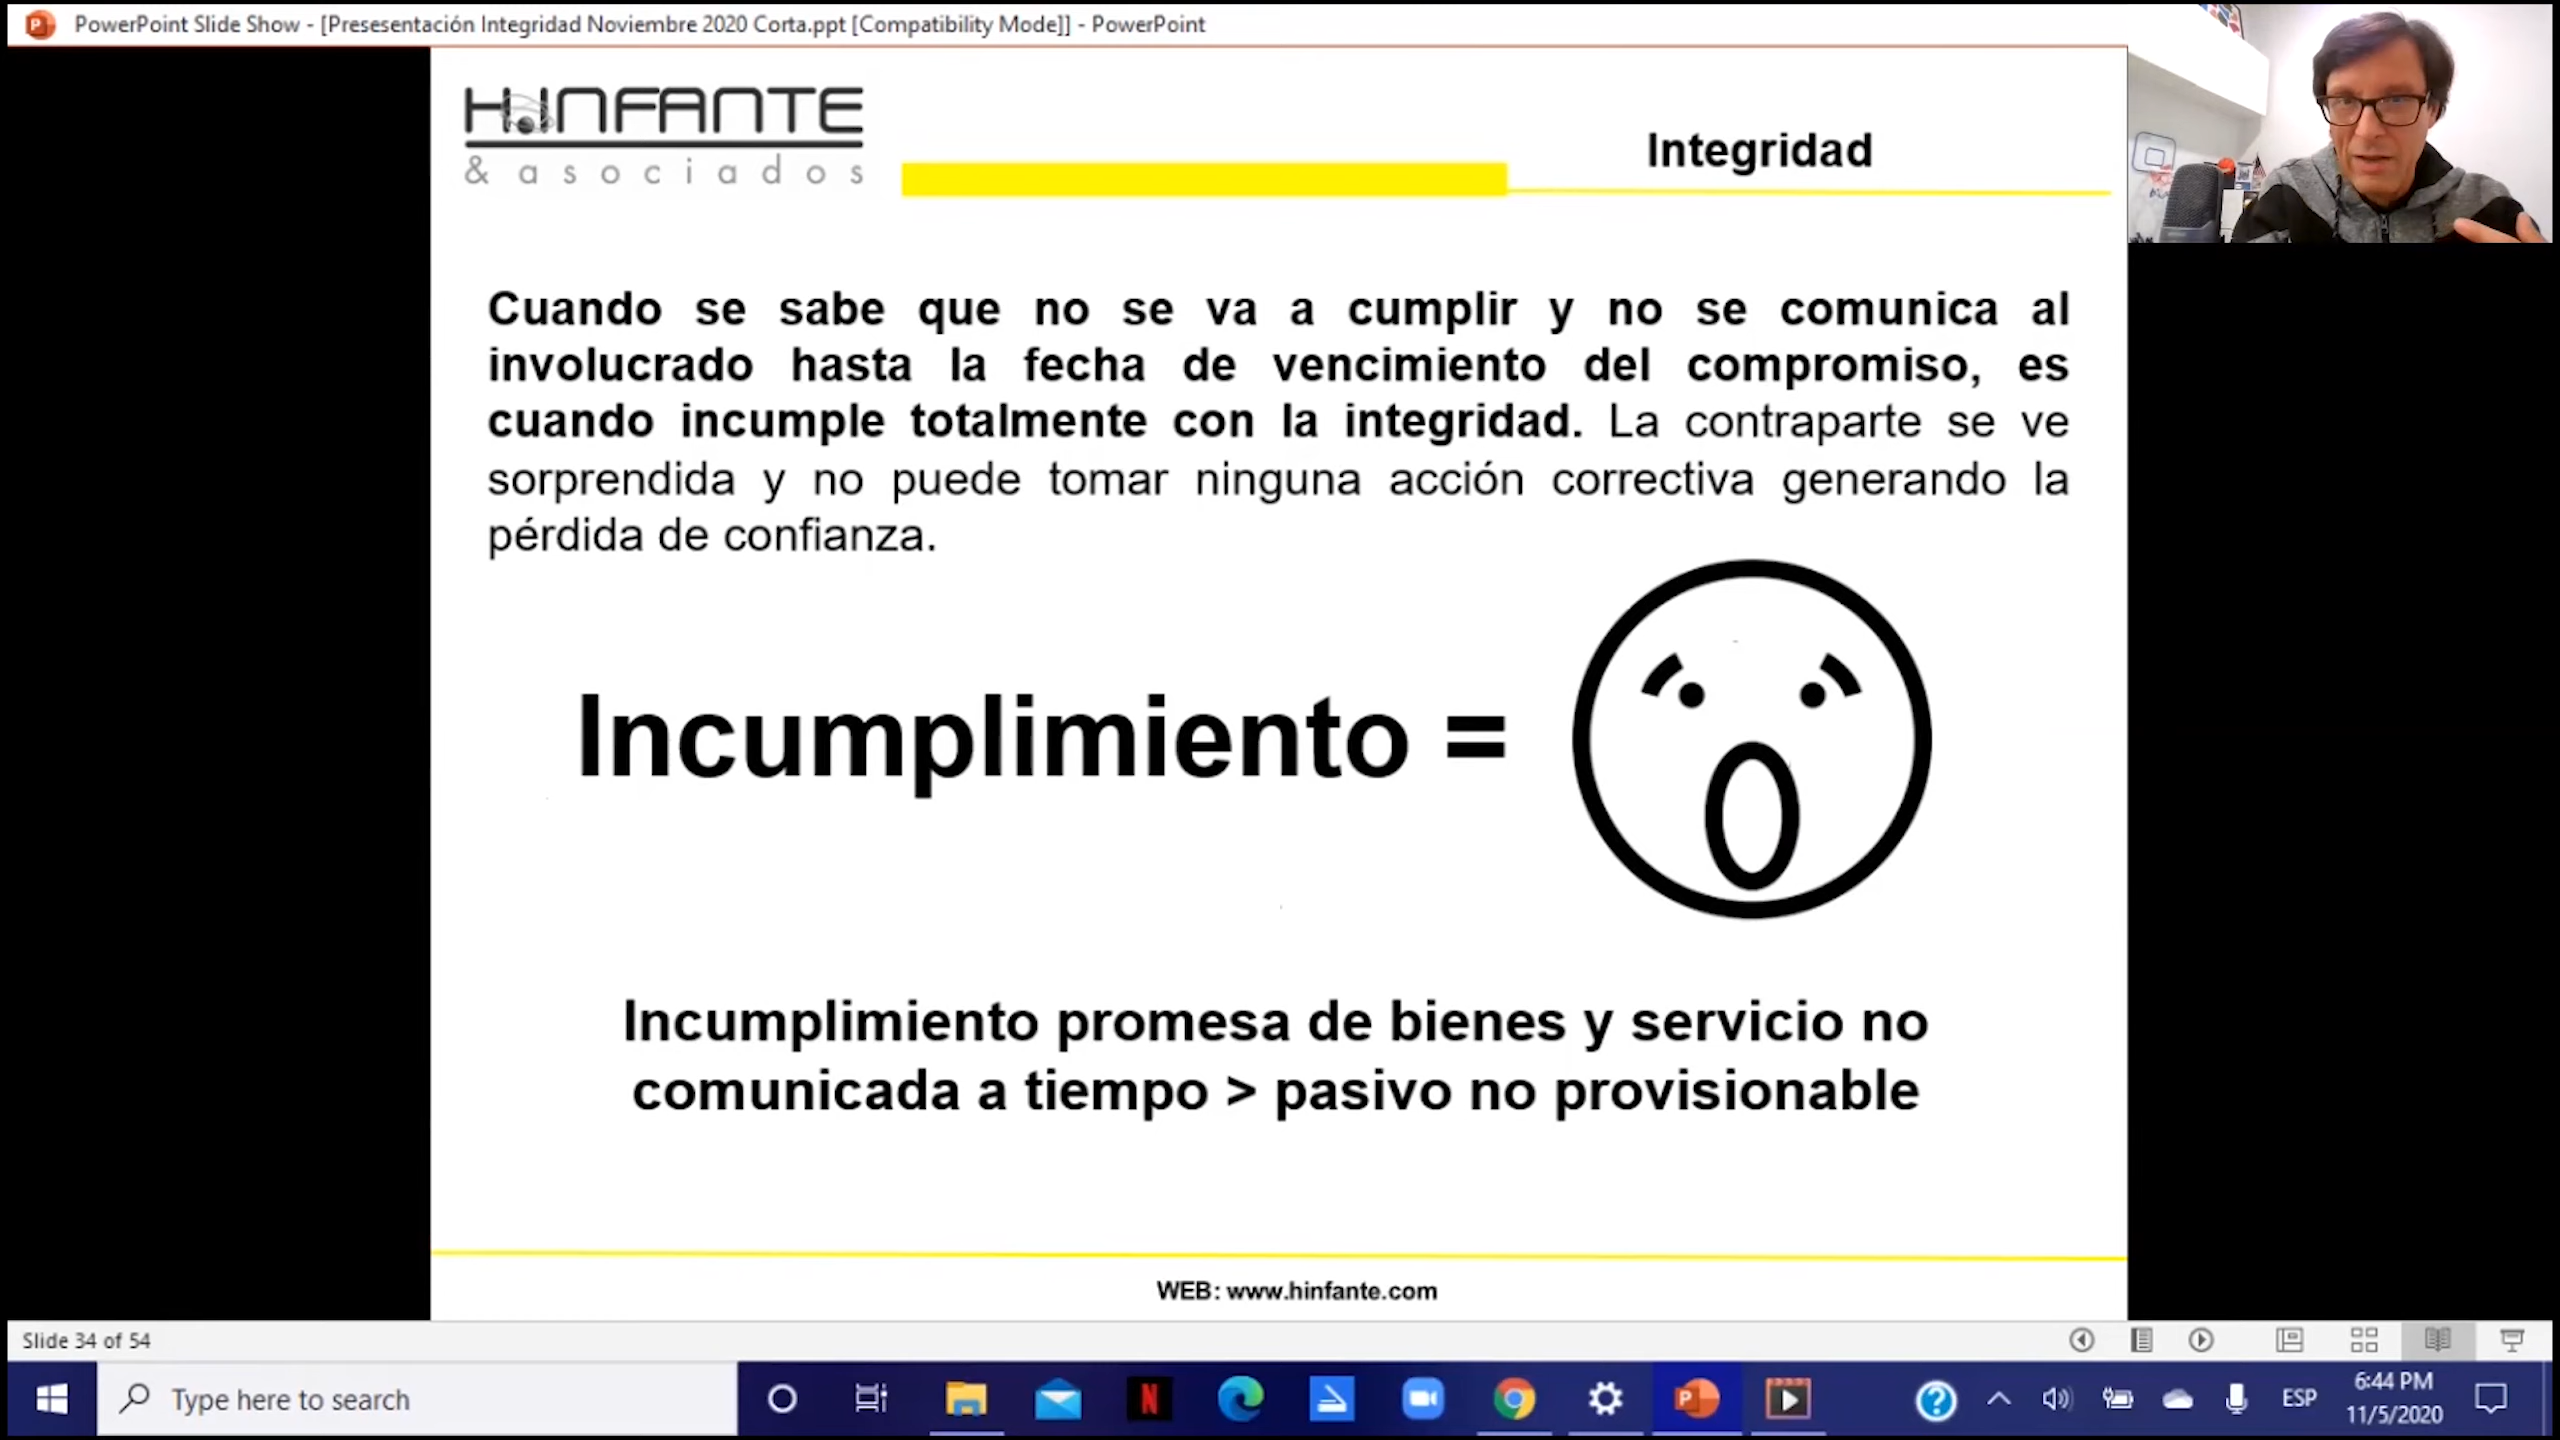 PowerPoint Slide Show - [Presesentación Integridad Noviembre 2020 Corta.ppt [Compatibility Mode]] - PowerPoint
H.INFANTE
& asociados
Integridad
Cuando se sabe que no se va a cumplir y no se comunica al
involucrado hasta la fecha de vencimiento del compromiso, es
cuando incumple totalmente con la integridad. La contraparte se ve
sorprendida y no puede tomar ninguna acción correctiva generando la
pérdida de confianza.
Incumplimiento =
Incumplimiento promesa de bienes y servicio no
comunicada a tiempo > pasivo no provisionable
WEB: www.hinfante.com
Slide 34 of 54
Type here to search
ESP
6:44 PM
11/5/2020